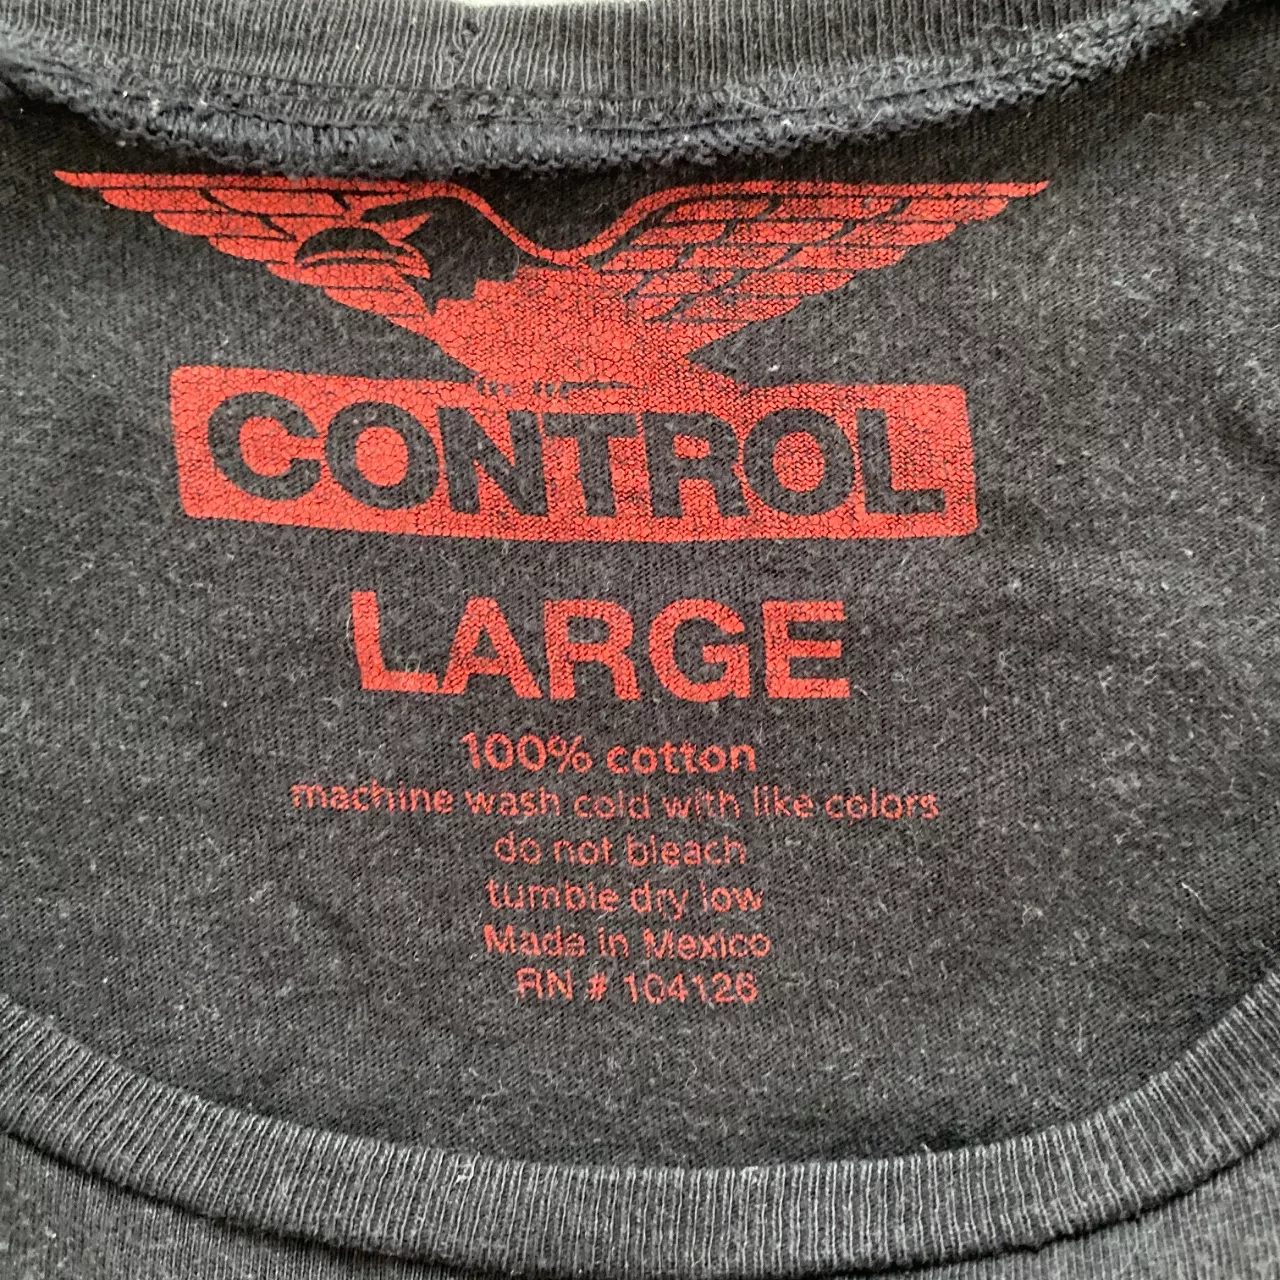 CONTROL
LARGE
100% cotton
machine wash cold with like colors
do not bleach
tumble dry low
Made in Mexico
RN # 104126